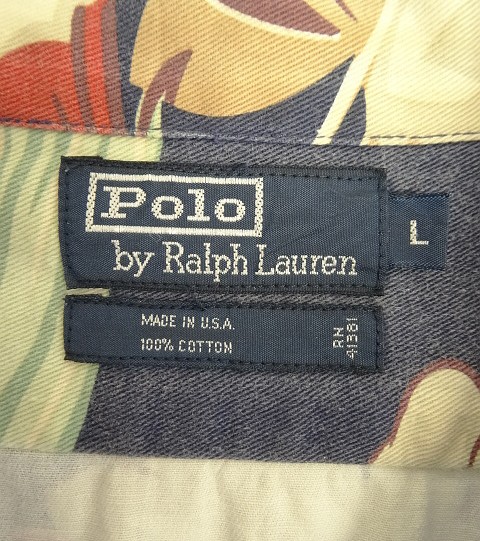 Polo
by Ralph Lauren
L
MADE IN U.S.A.
100% COTTON
RN
41381